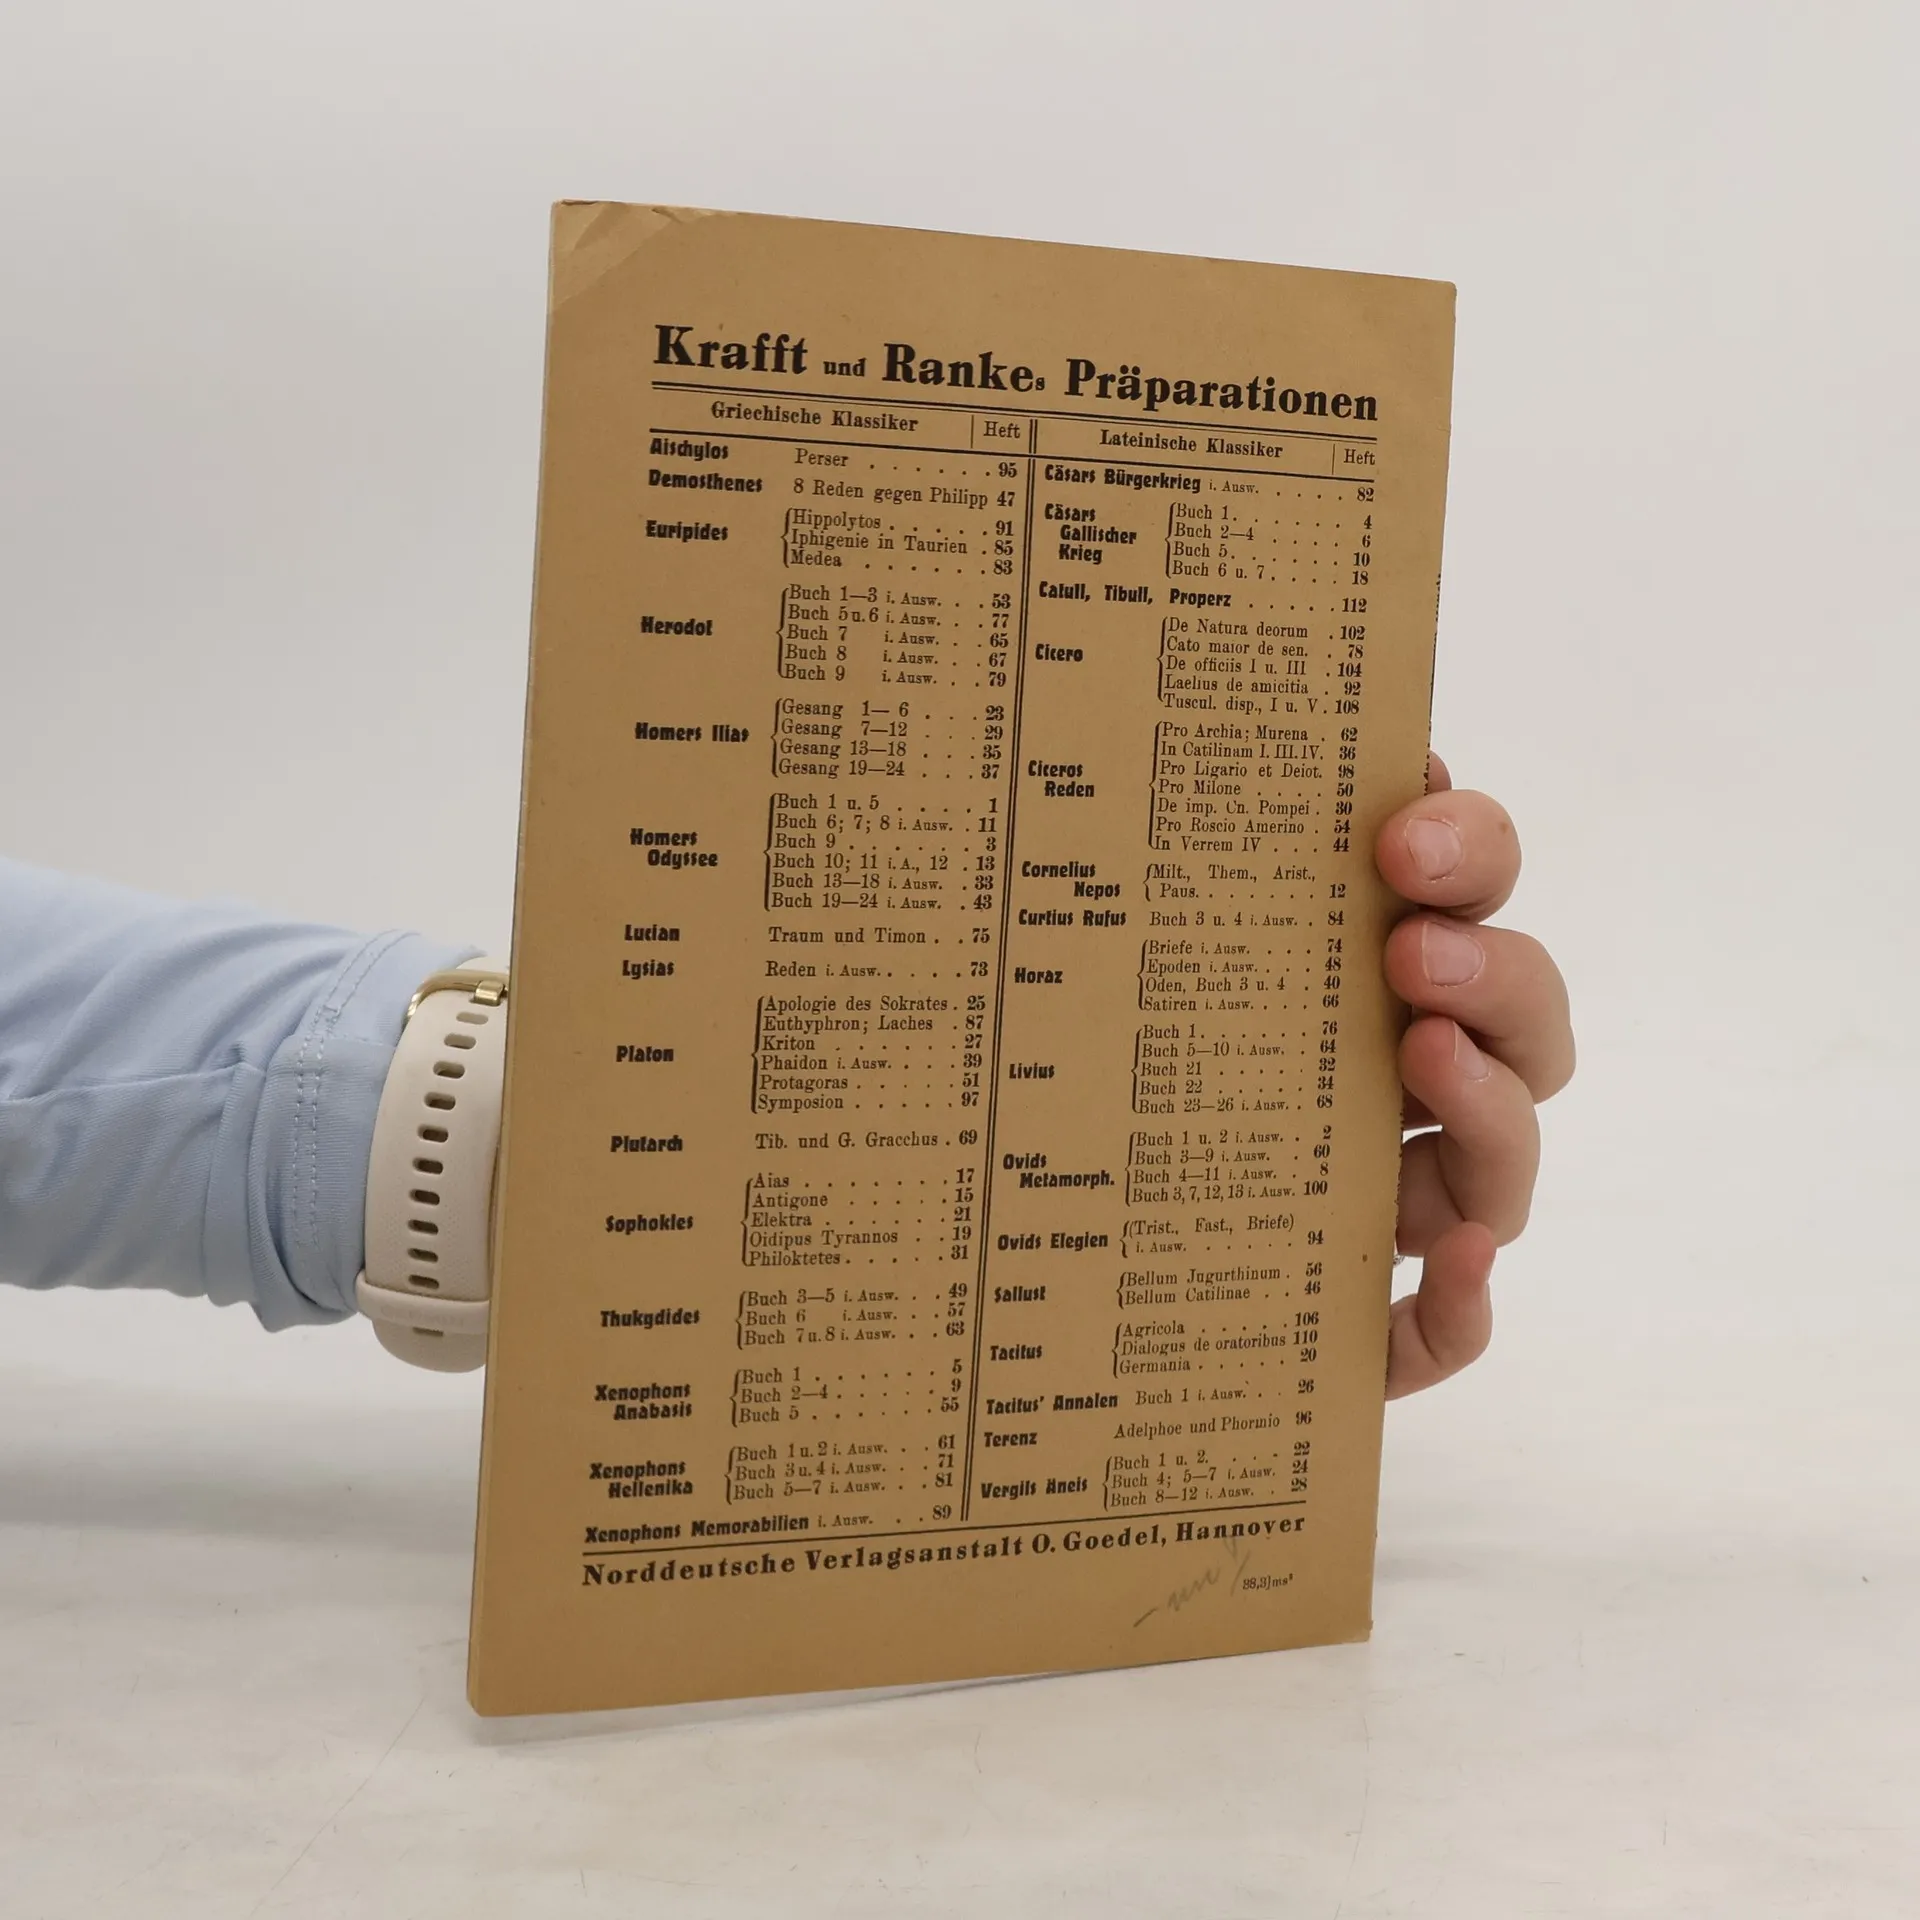 Krafft und Rankes Präparationen
Griechische Klassiker Heft
Aischylos Perser . . . . . . 95
Demosthenes 8 Reden gegen Philipp 47
Euripides
Hippolytos . . . . . 91
Iphigenie in Taurien . 85
Medea . . . . . . 83
Herodot
Buch 1—3 i. Ausw. . . 53
Buch 5 u. 6 i. Ausw. . . 77
Buch 7 i. Ausw. . . 65
Buch 8 i. Ausw. . . 67
Buch 9 i. Ausw. . . 79
Homers Ilias
Gesang 1— 6 . . . 23
Gesang 7—12 . . . 29
Gesang 13—18 . . . 35
Gesang 19—24 . . . 37
Homers
Odyssee
Buch 1 u. 5 . . . . 1
Buch 6; 7; 8 i. Ausw. . 11
Buch 9 . . . . . . 3
Buch 10; 11 i. A., 12 . 13
Buch 13—18 i. Ausw. . 33
Buch 19—24 i. Ausw. . 43
Lucian Traum und Timon . . 75
Lysias Reden i. Ausw. . . . . 73
Platon
Apologie des Sokrates . 25
Euthyphron; Laches . 87
Kriton . . . . . . 27
Phaidon i. Ausw. . . . 39
Protagoras . . . . . 51
Symposion . . . . . 97
Plutarch Tib. und G. Gracchus . 69
Sophokles
Aias . . . . . . . 17
Antigone . . . . . 15
Elektra . . . . . . 21
Oidipus Tyrannos . . 19
Philoktetes . . . . . 31
Thukydides
Buch 3—5 i. Ausw. . . 49
Buch 6 i. Ausw. . . 57
Buch 7 u. 8 i. Ausw. . . 63
Xenophons
Anabasis
Buch 1 . . . . . . 5
Buch 2—4 . . . . . 9
Buch 5 . . . . . . 55
Xenophons
Hellenika
Buch 1 u. 2 i. Ausw. . . 61
Buch 3 u. 4 i. Ausw. . . 71
Buch 5—7 i. Ausw. . . 81
Xenophons Memorabilien i. Ausw. . . 89
Lateinische Klassiker Heft
Cäsars Bürgerkrieg i. Ausw. . . . . 82
Cäsars
Gallischer
Krieg
Buch 1. . . . . . . 4
Buch 2—4 . . . . 6
Buch 5. . . . . . 10
Buch 6 u. 7 . . . . 18
Catull, Tibull, Properz . . . . . 112
Cicero
De Natura deorum . 102
Cato maior de sen. . 78
De officiis I u. III . 104
Laelius de amicitia . 92
Tuscul. disp., I u. V . 108
Ciceros
Reden
Pro Archia; Murena . 62
In Catilinam I. III. IV. 36
Pro Ligario et Deiot. 98
Pro Milone . . . . 50
De imp. Cn. Pompei . 30
Pro Roscio Amerino . 54
In Verrem IV . . . 44
Cornelius
Nepos
Milt., Them., Arist.,
Paus. . . . . . . 12
Curtius Rufus Buch 3 u. 4 i. Ausw. . 84
Horaz
Briefe i. Ausw. . . . 74
Epoden i. Ausw. . . . 48
Oden, Buch 3 u. 4 . 40
Satiren i. Ausw. . . . 66
Livius
Buch 1. . . . . . 76
Buch 5—10 i. Ausw. . 64
Buch 21 . . . . . 32
Buch 22 . . . . . 34
Buch 23—26 i. Ausw. . 68
Ovids
Metamorph.
Buch 1 u. 2 i. Ausw. . 2
Buch 3—9 i. Ausw. . 60
Buch 4—11 i. Ausw. . 8
Buch 3, 7, 12, 13 i. Ausw. 100
Ovids Elegien
(Trist., Fast., Briefe)
i. Ausw. . . . . . 94
Sallust
Bellum Jugurthinum . 56
Bellum Catilinae . . 46
Tacitus
Agricola . . . . . 106
Dialogus de oratoribus 110
Germania . . . . . 20
Tacitus' Annalen Buch 1 i. Ausw. . . 26
Terenz Adelphoe und Phormio 96
Vergils Äneis
Buch 1 u. 2. . . . 22
Buch 4; 5—7 i. Ausw. 24
Buch 8—12 i. Ausw. . 28
Norddeutsche Verlagsanstalt O. Goedel, Hannover